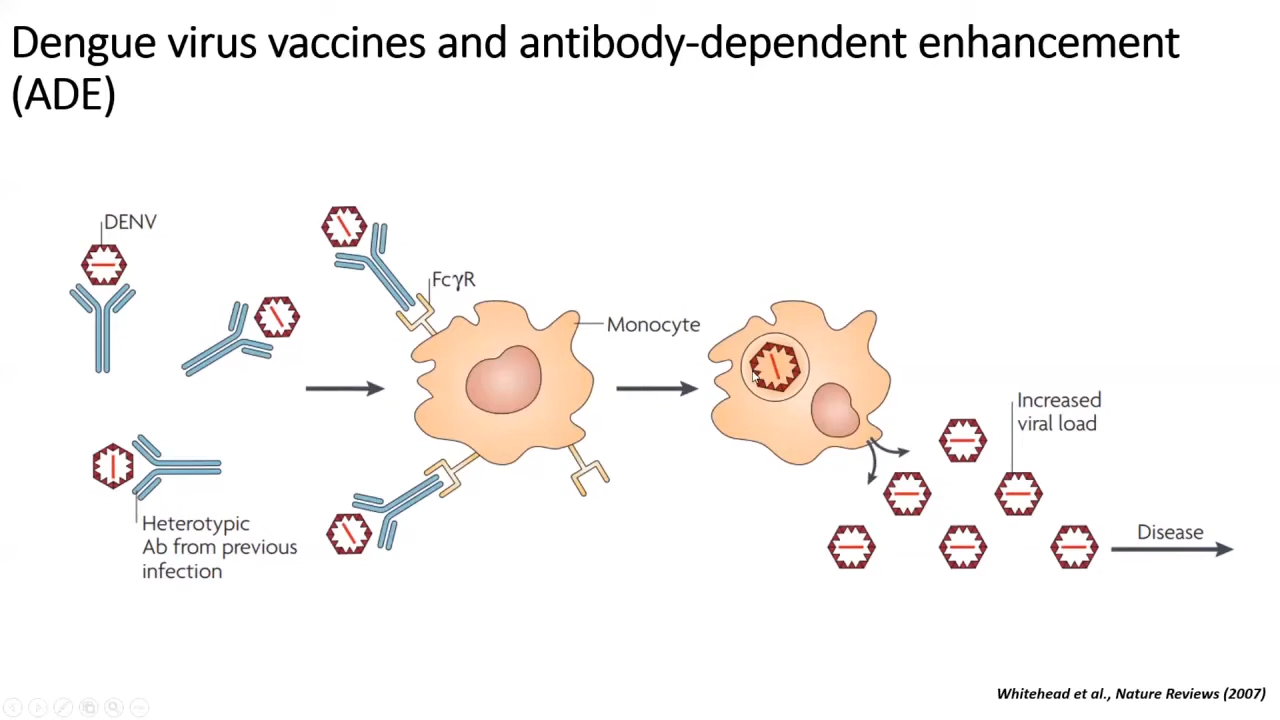 Dengue virus vaccines and antibody-dependent enhancement
(ADE)
DENV
FcγR
Monocyte
Increased
viral load
Heterotypic
Ab from previous
infection
Disease
Whitehead et al., Nature Reviews (2007)